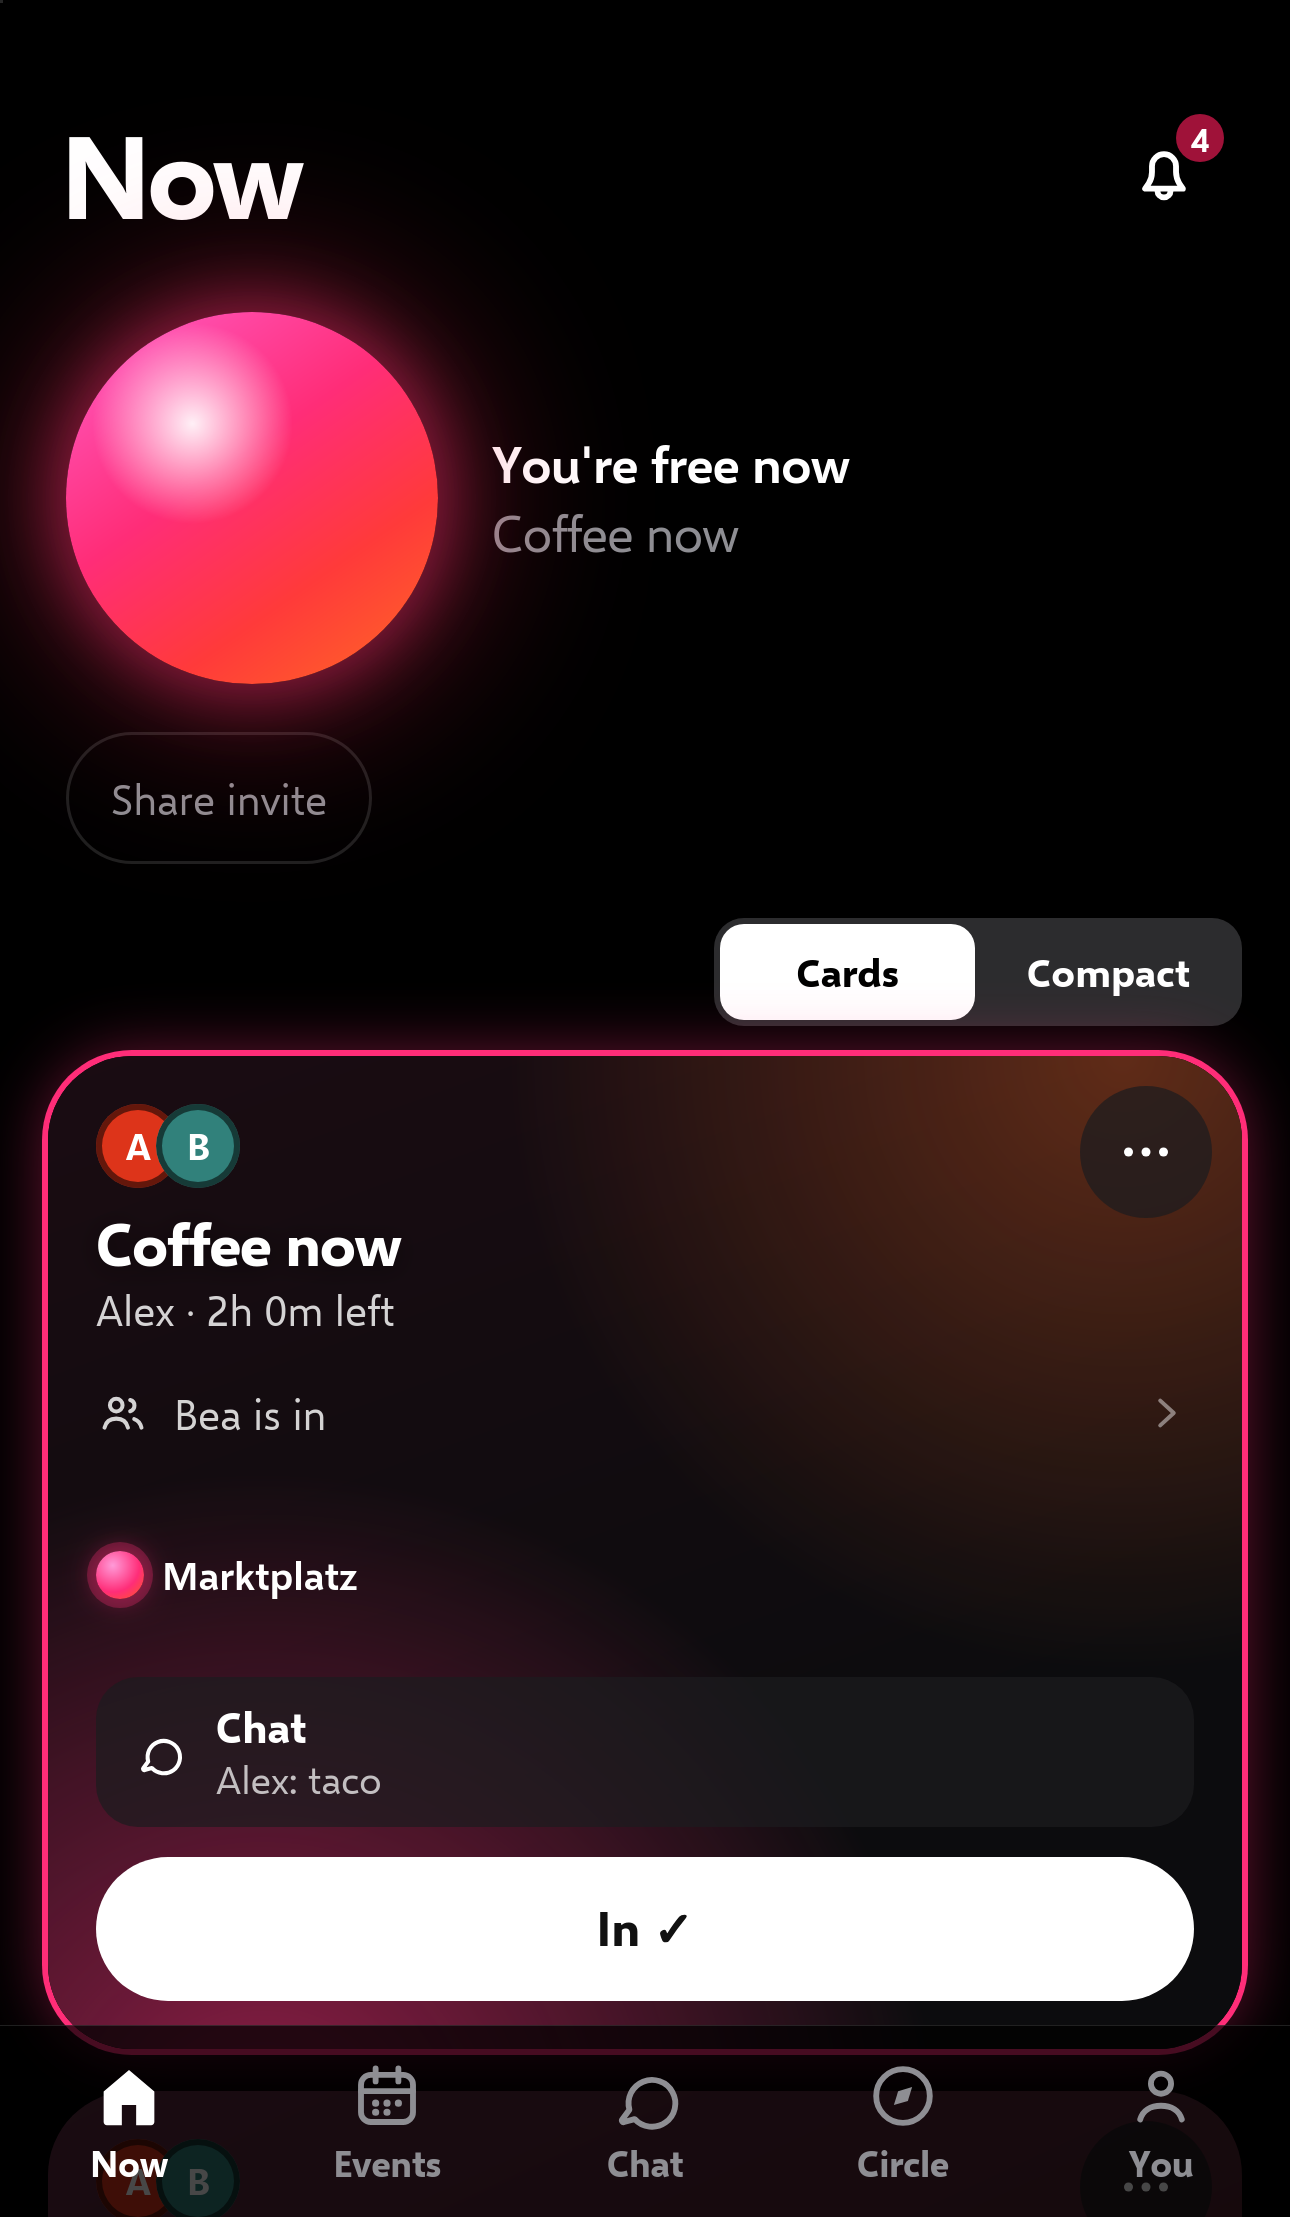 Now
4
You're free now
Coffee now
Share invite
Cards
Compact
A B
Coffee now
Alex · 2h 0m left
Bea is in
Marktplatz
Chat
Alex: taco
In ✓
Now
Events
Chat
Circle
You
A B